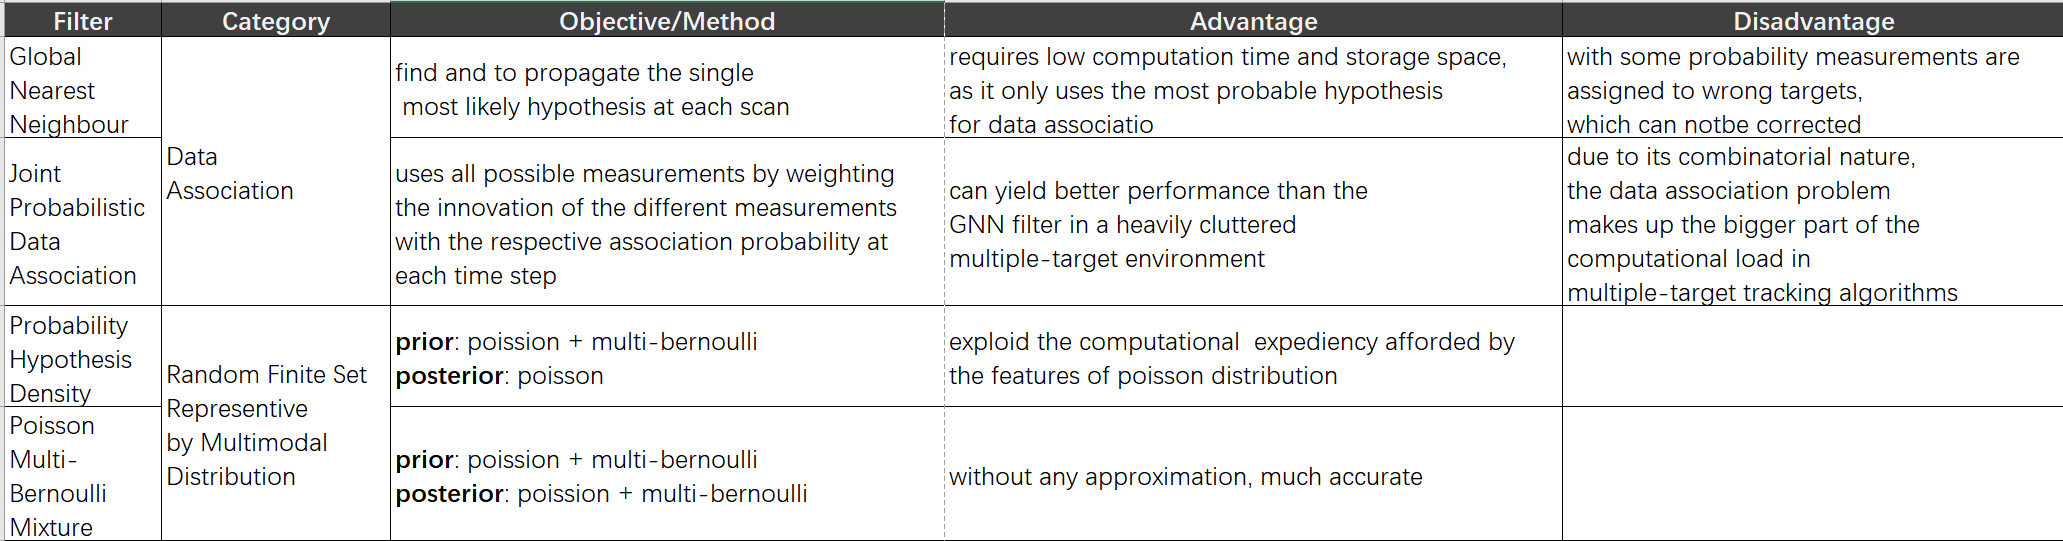 Filter
Category
Objective/Method
Advantage
Disadvantage
Global
Nearest
Neighbour
Data
Association
find and to propagate the single
most likely hypothesis at each scan
requires low computation time and storage space,
as it only uses the most probable hypothesis
for data associatio
with some probability measurements are
assigned to wrong targets,
which can notbe corrected
Joint
Probabilistic
Data
Association
uses all possible measurements by weighting
the innovation of the different measurements
with the respective association probability at
each time step
can yield better performance than the
GNN filter in a heavily cluttered
multiple-target environment
due to its combinatorial nature,
the data association problem
makes up the bigger part of the
computational load in
multiple-target tracking algorithms
Probability
Hypothesis
Density
Random Finite Set
Representive
by Multimodal
Distribution
prior: poission + multi-bernoulli
posterior: poisson
exploid the computational  expediency afforded by
the features of poisson distribution
Poisson
Multi-
Bernoulli
Mixture
prior: poission + multi-bernoulli
posterior: poission + multi-bernoulli
without any approximation, much accurate